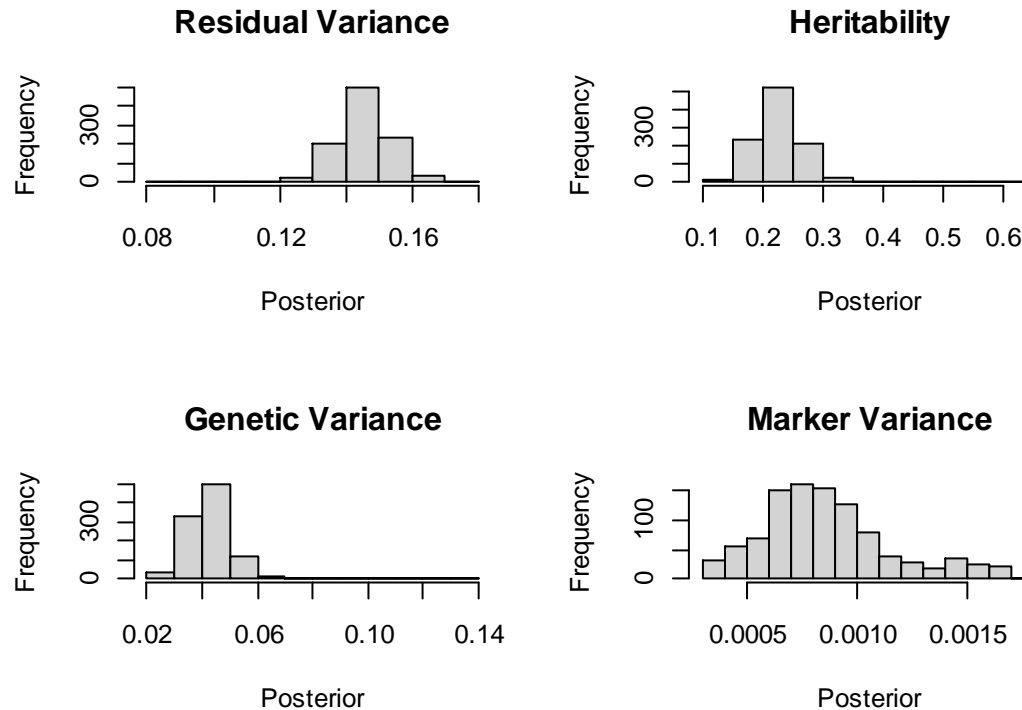 Residual Variance
Frequency
0 300
0.08 0.12 0.16
Posterior
Heritability
Frequency
0 300
0.1 0.2 0.3 0.4 0.5 0.6
Posterior
Genetic Variance
Frequency
0 300
0.02 0.06 0.10 0.14
Posterior
Marker Variance
Frequency
0 100
0.0005 0.0010 0.0015
Posterior